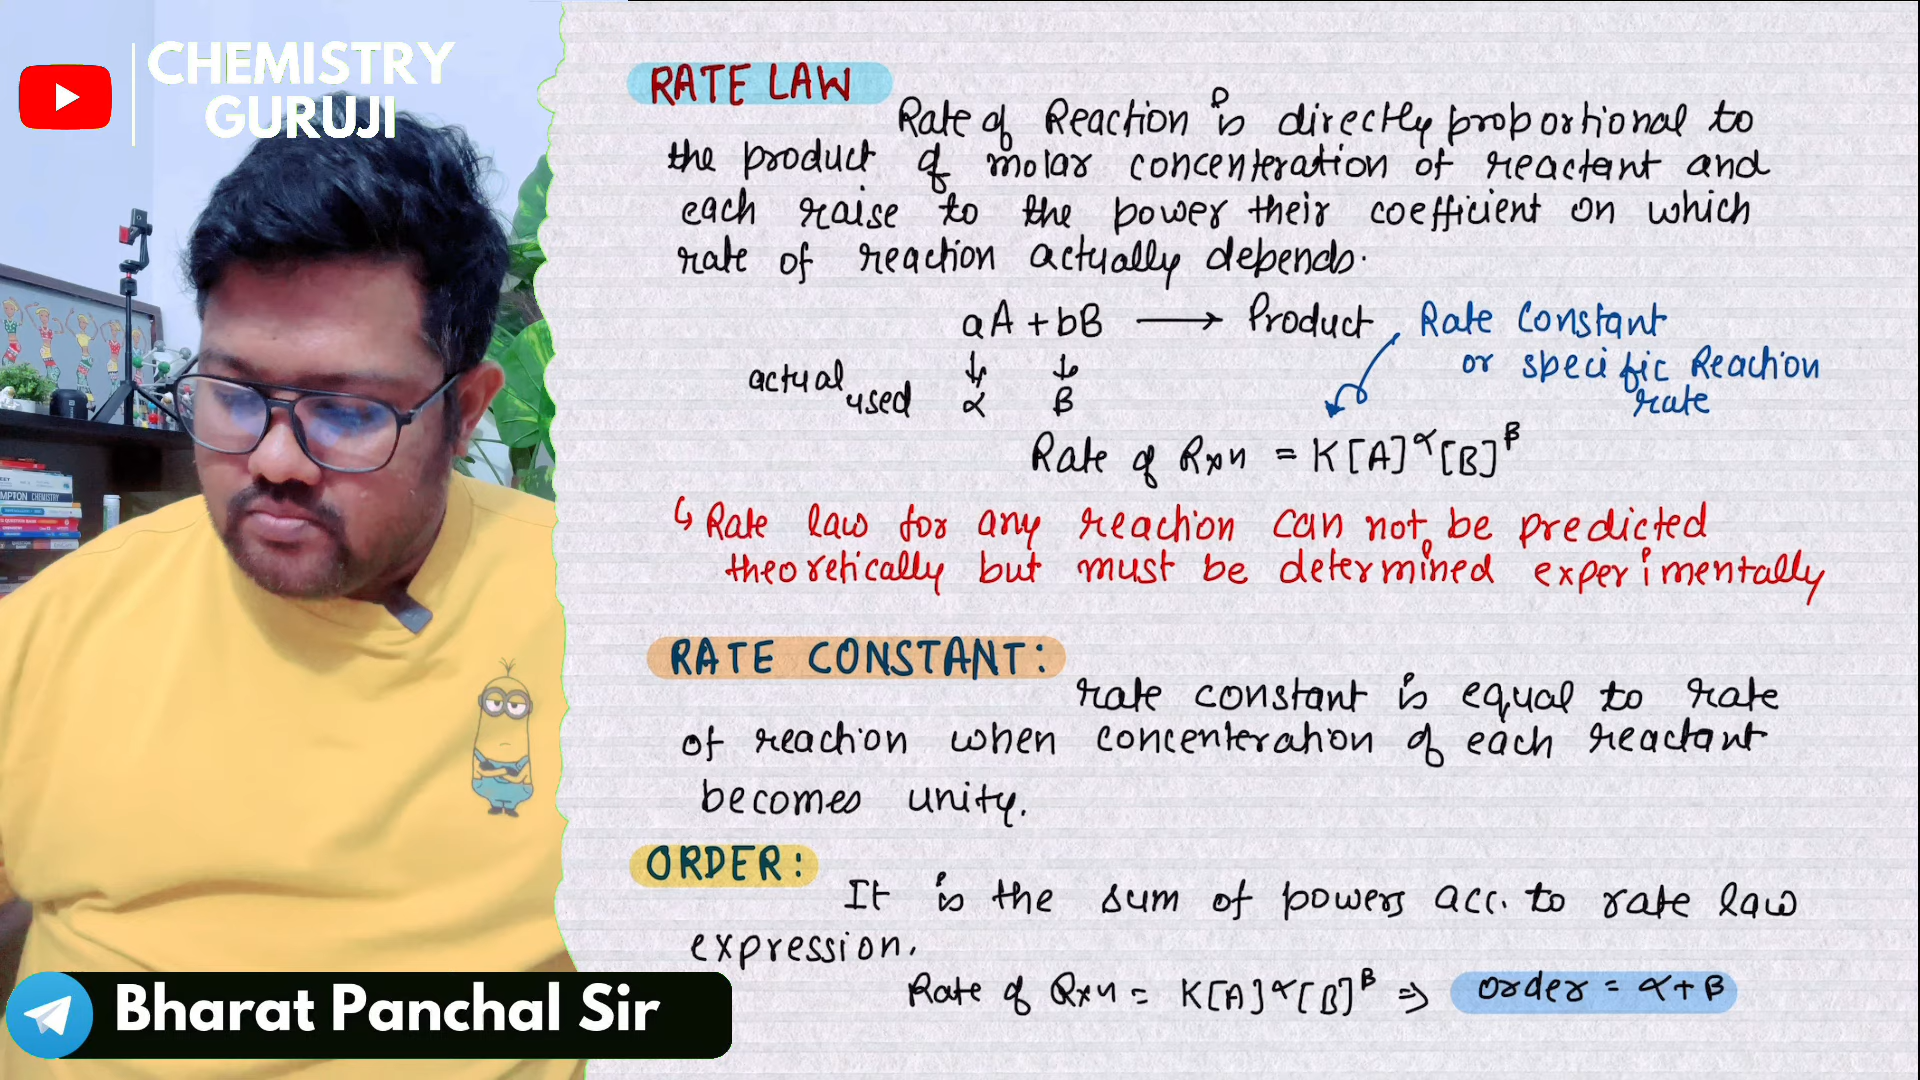 CHEMISTRY
GURUJI
RATE LAW
Rate of Reaction is directly proportional to
the product of molar concenteration of reactant and
each raise to the power their coefficient on which
rate of reaction actually depends.
aA + bB ⟶ Product
Rate Constant
or specific Reaction
rate
actual used
↓ ↓
α β
Rate of Rxn = K[A]^α[B]^β
↳ Rate law for any reaction can not be predicted
theoretically but must be determined experimentally
RATE CONSTANT:
rate constant is equal to rate
of reaction when concenteration of each reactant
becomes unity.
ORDER:
It is the sum of powers acc. to rate law
expression.
Rate of Rxn = K[A]^α[B]^β ⇒ order = α+β
Bharat Panchal Sir